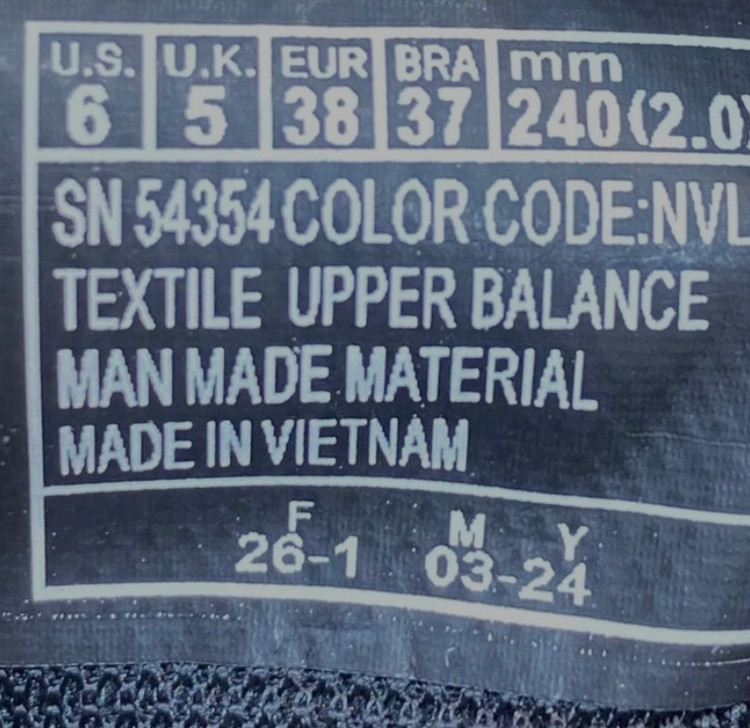 U.S. U.K. EUR BRA mm
6 5 38 37 240(2.0)
SN 54354 COLOR CODE:NVL
TEXTILE UPPER BALANCE
MAN MADE MATERIAL
MADE IN VIETNAM
F M Y
26-1 03-24